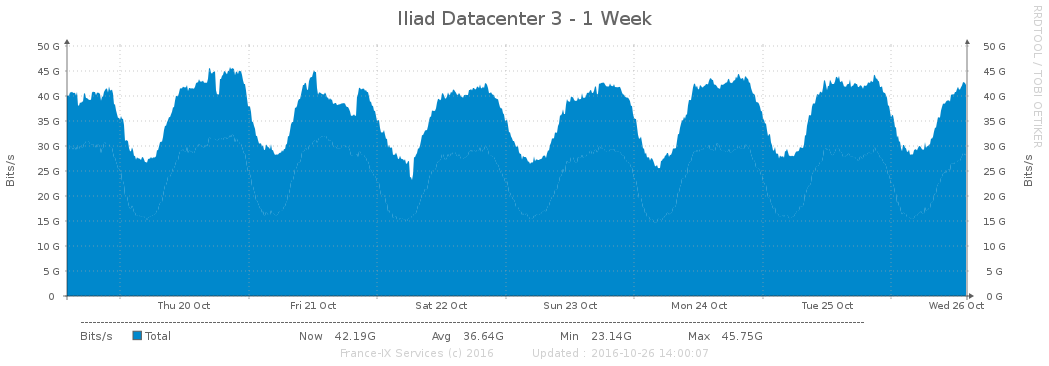 Iliad Datacenter 3 - 1 Week
RRDTOOL / TOBI OETIKER
Bits/s
50 G 50 G
45 G 45 G
40 G 40 G
35 G 35 G
30 G 30 G
25 G 25 G
20 G 20 G
15 G 15 G
10 G 10 G
5 G 5 G
0 0 G
Bits/s
Thu 20 Oct Fri 21 Oct Sat 22 Oct Sun 23 Oct Mon 24 Oct Tue 25 Oct Wed 26 Oct
Bits/s Total Now 42.19G Avg 36.64G Min 23.14G Max 45.75G
France-IX Services (c) 2016 Updated : 2016-10-26 14:00:07